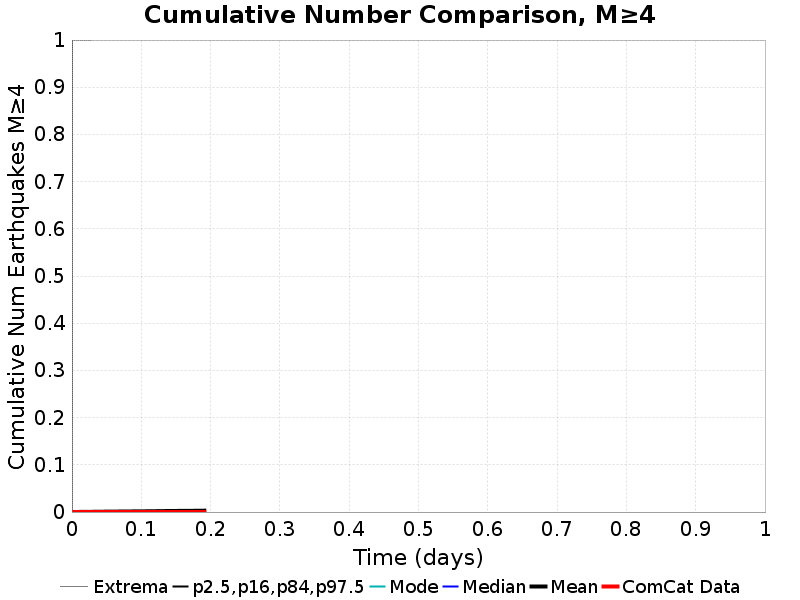 Cumulative Number Comparison, M≥4
Cumulative Num Earthquakes M≥4
1
0.9
0.8
0.7
0.6
0.5
0.4
0.3
0.2
0.1
0
0 0.1 0.2 0.3 0.4 0.5 0.6 0.7 0.8 0.9 1
Time (days)
Extrema p2.5,p16,p84,p97.5 Mode Median Mean ComCat Data